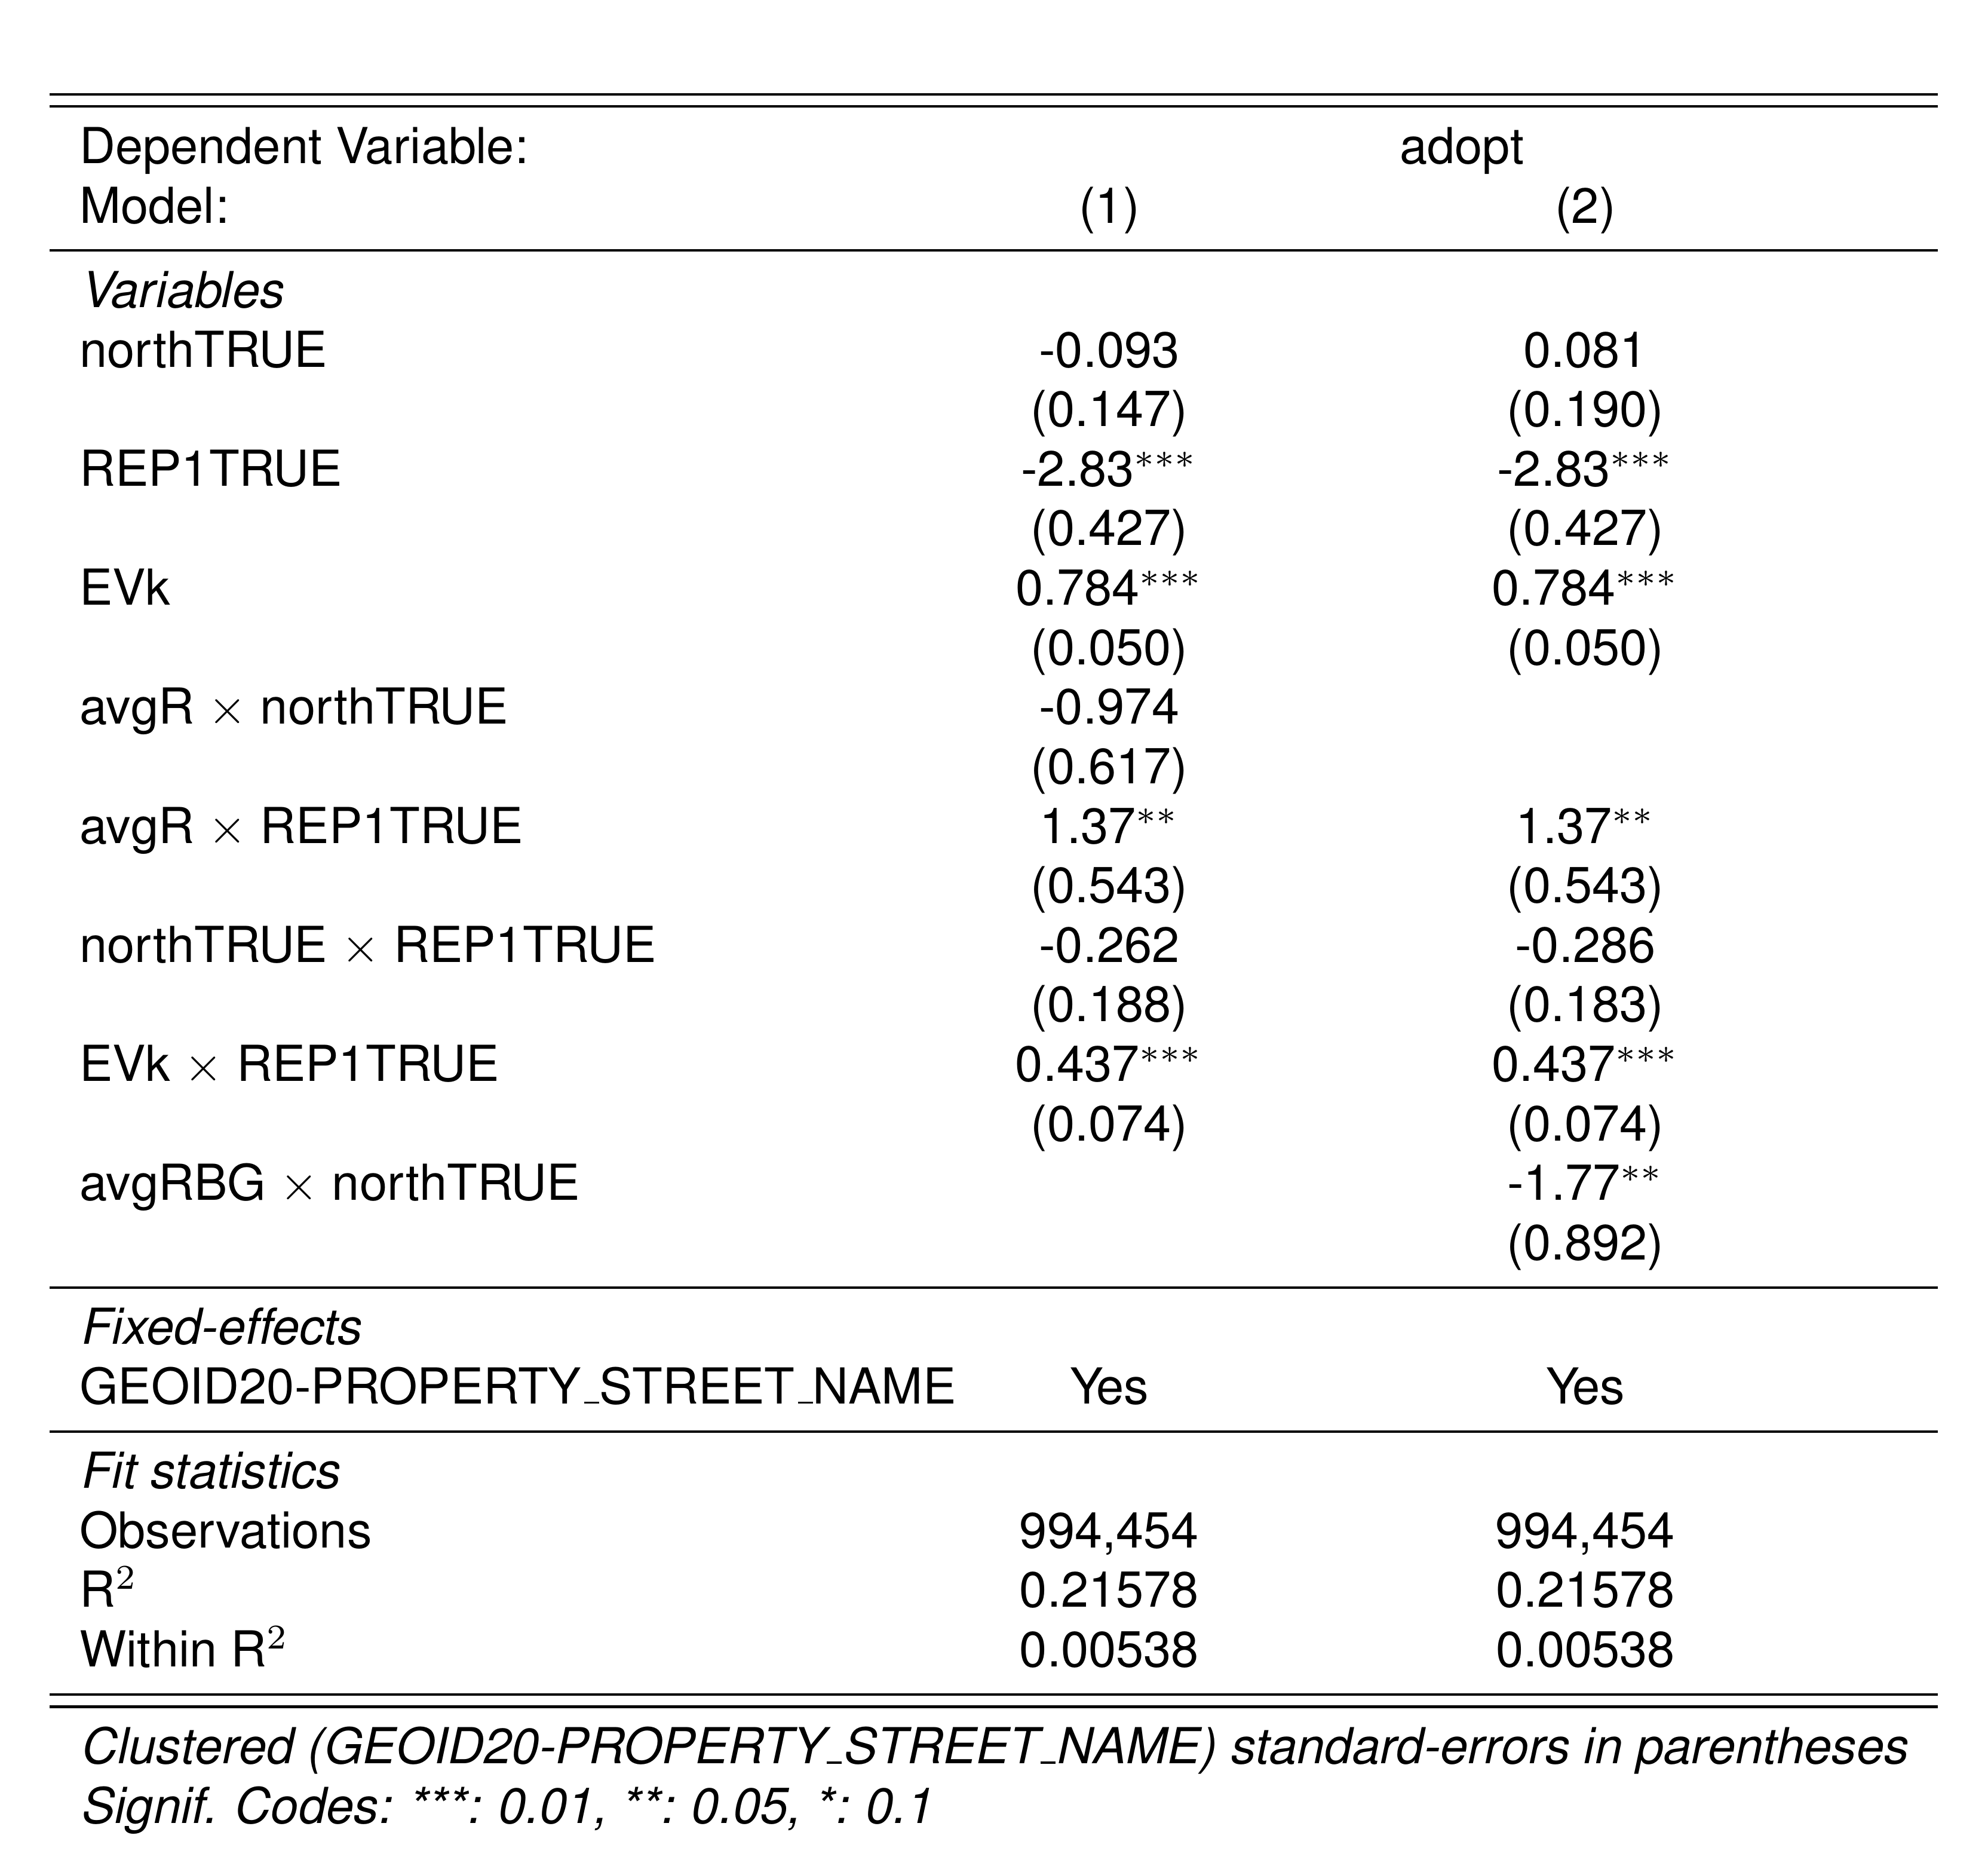 Dependent Variable: adopt
Model: (1) (2)
Variables
northTRUE -0.093 0.081
(0.147) (0.190)
REP1TRUE -2.83*** -2.83***
(0.427) (0.427)
EVk 0.784*** 0.784***
(0.050) (0.050)
avgR × northTRUE -0.974
(0.617)
avgR × REP1TRUE 1.37** 1.37**
(0.543) (0.543)
northTRUE × REP1TRUE -0.262 -0.286
(0.188) (0.183)
EVk × REP1TRUE 0.437*** 0.437***
(0.074) (0.074)
avgRBG × northTRUE -1.77**
(0.892)
Fixed-effects
GEOID20-PROPERTY_STREET_NAME Yes Yes
Fit statistics
Observations 994,454 994,454
R² 0.21578 0.21578
Within R² 0.00538 0.00538
Clustered (GEOID20-PROPERTY_STREET_NAME) standard-errors in parentheses
Signif. Codes: ***: 0.01, **: 0.05, *: 0.1